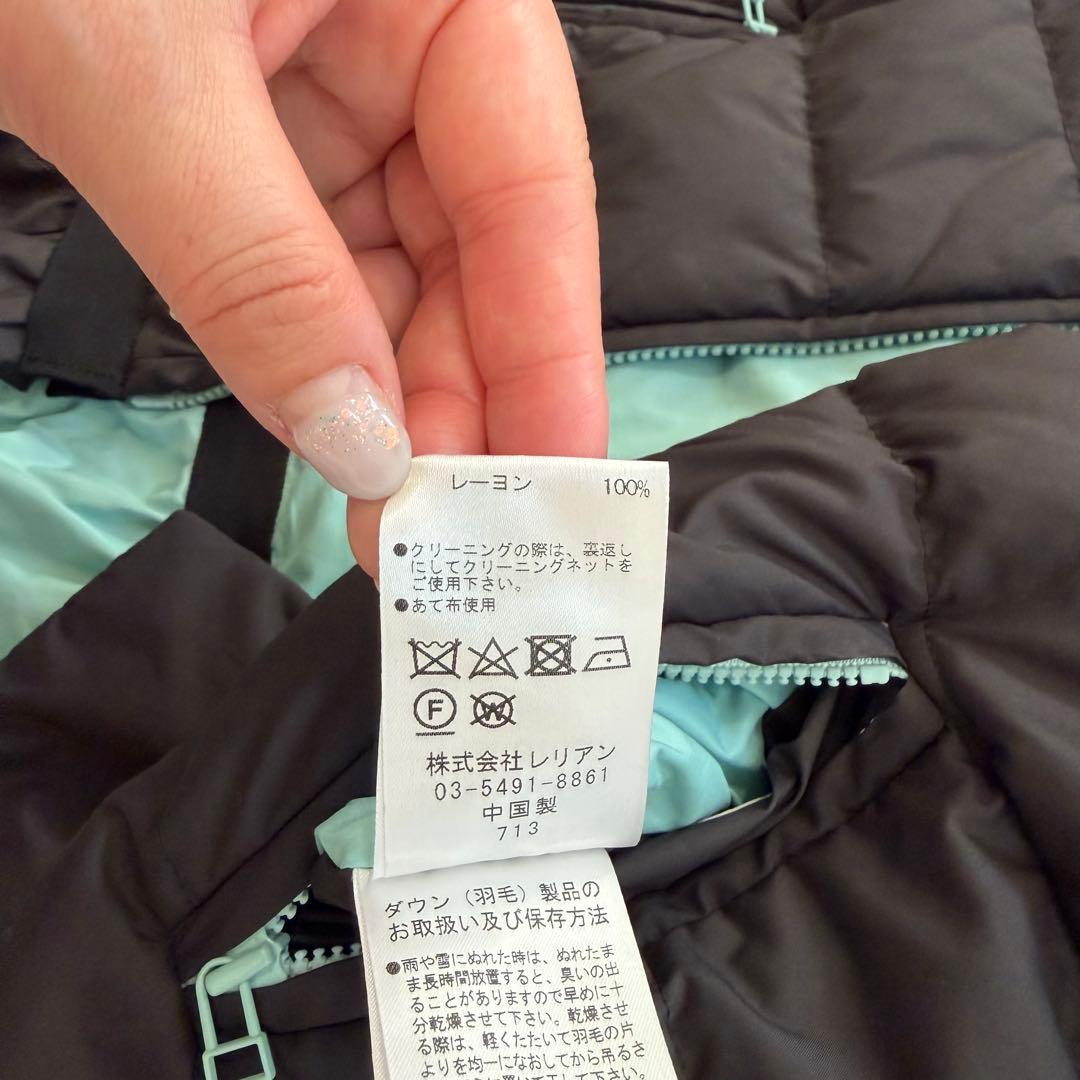 レーヨン 100%
●クリーニングの際は、裏返し
にしてクリーニングネットを
ご使用下さい。
●あて布使用
F W
株式会社レリアン
03-5491-8861
中国製
713
ダウン（羽毛）製品の
お取扱い及び保存方法
●雨や雪にぬれた時は、ぬれたま
ま長時間放置すると、臭いの出
ることがありますので早めに十
分乾燥させて下さい。乾燥させ
る際は、軽くたたいて羽毛の片
よりを均一になおしてから吊るさ